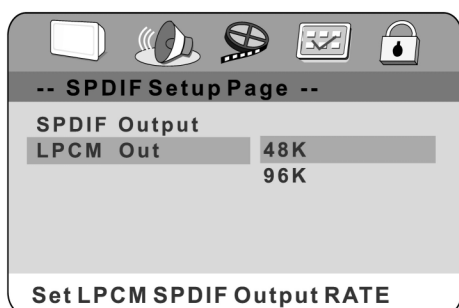 -- SPDIF Setup Page --
SPDIF Output
LPCM Out 48K
96K
Set LPCM SPDIF Output RATE